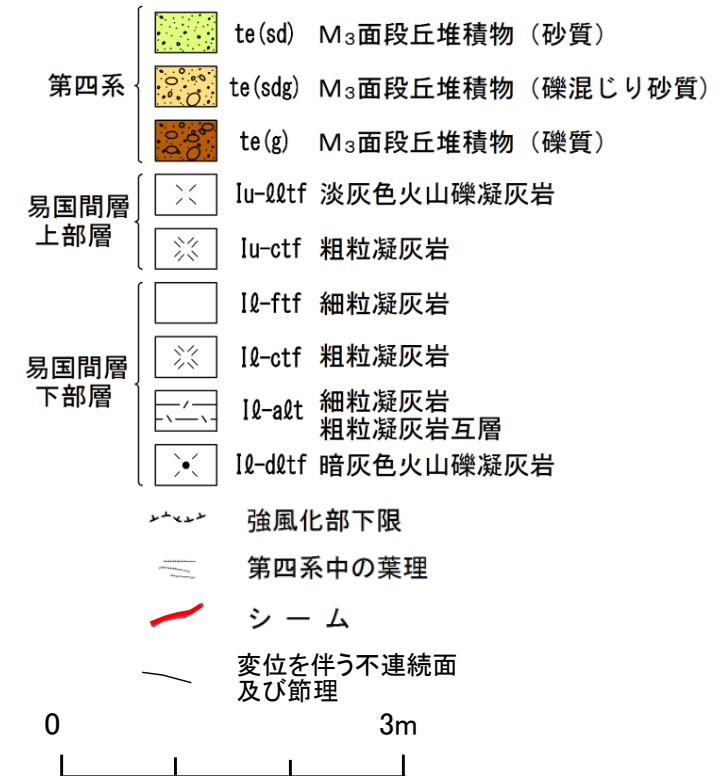 第四系
te(sd) M₃面段丘堆積物（砂質）
te(sdg) M₃面段丘堆積物（礫混じり砂質）
te(g) M₃面段丘堆積物（礫質）
易国間層
上部層
Iu-ℓℓtf 淡灰色火山礫凝灰岩
Iu-ctf 粗粒凝灰岩
易国間層
下部層
Iℓ-ftf 細粒凝灰岩
Iℓ-ctf 粗粒凝灰岩
Iℓ-aℓt 細粒凝灰岩
粗粒凝灰岩互層
Iℓ-dℓtf 暗灰色火山礫凝灰岩
強風化部下限
第四系中の葉理
シーム
変位を伴う不連続面
及び節理
0 3m